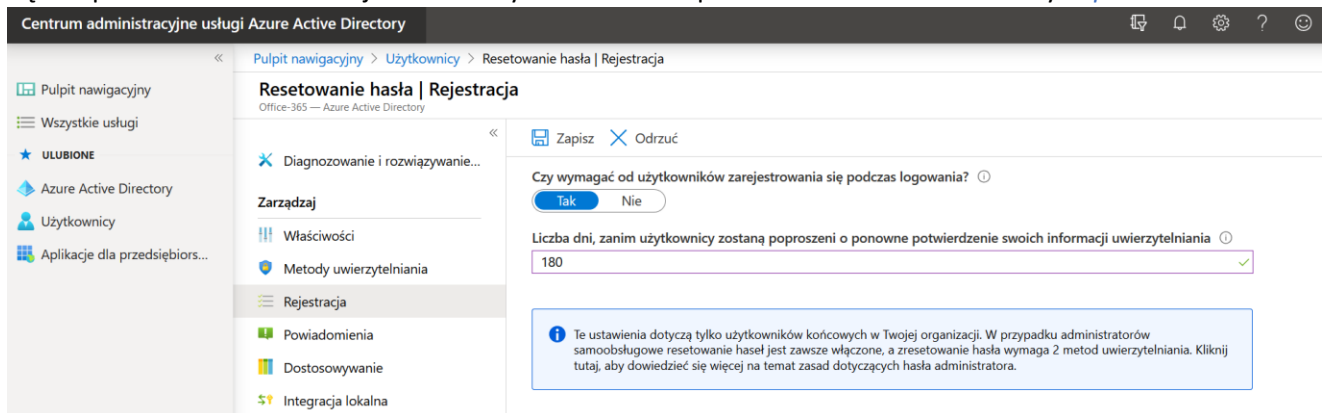 Centrum administracyjne usługi Azure Active Directory
Pulpit nawigacyjny > Użytkownicy > Resetowanie hasła | Rejestracja
Pulpit nawigacyjny
Wszystkie usługi
ULUBIONE
Azure Active Directory
Użytkownicy
Aplikacje dla przedsiębiors...
Resetowanie hasła | Rejestracja
Office-365 — Azure Active Directory
Diagnozowanie i rozwiązywanie...
Zarządzaj
Właściwości
Metody uwierzytelniania
Rejestracja
Powiadomienia
Dostosowywanie
Integracja lokalna
Zapisz Odrzuć
Czy wymagać od użytkowników zarejestrowania się podczas logowania?
Tak Nie
Liczba dni, zanim użytkownicy zostaną poproszeni o ponowne potwierdzenie swoich informacji uwierzytelniania
180
Te ustawienia dotyczą tylko użytkowników końcowych w Twojej organizacji. W przypadku administratorów
samoobsługowe resetowanie haseł jest zawsze włączone, a zresetowanie hasła wymaga 2 metod uwierzytelniania. Kliknij
tutaj, aby dowiedzieć się więcej na temat zasad dotyczących hasła administratora.